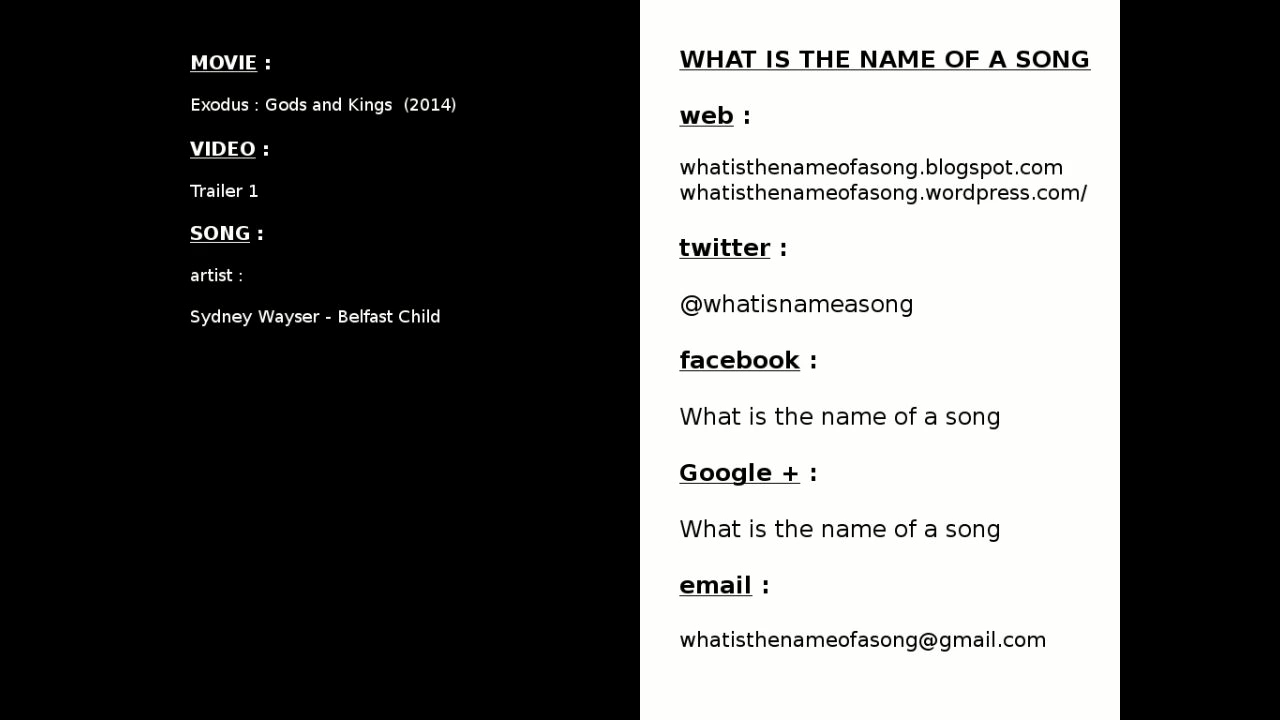 MOVIE :
Exodus : Gods and Kings  (2014)
VIDEO :
Trailer 1
SONG :
artist :
Sydney Wayser - Belfast Child
WHAT IS THE NAME OF A SONG
web :
whatisthenameofasong.blogspot.com
whatisthenameofasong.wordpress.com/
twitter :
@whatisnameasong
facebook :
What is the name of a song
Google + :
What is the name of a song
email :
whatisthenameofasong@gmail.com